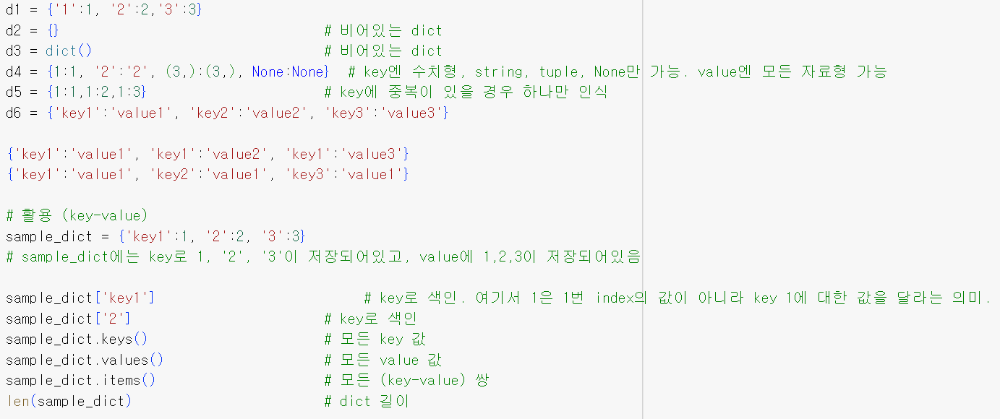 d1 = {'1':1, '2':2,'3':3}
d2 = {} # 비어있는 dict
d3 = dict() # 비어있는 dict
d4 = {1:1, '2':'2', (3,):(3,), None:None} # key엔 수치형, string, tuple, None만 가능. value엔 모든 자료형 가능
d5 = {1:1,1:2,1:3} # key에 중복이 있을 경우 하나만 인식
d6 = {'key1':'value1', 'key2':'value2', 'key3':'value3'}
{'key1':'value1', 'key1':'value2', 'key1':'value3'}
{'key1':'value1', 'key2':'value1', 'key3':'value1'}
# 활용 (key-value)
sample_dict = {'key1':1, '2':2, '3':3}
# sample_dict에는 key로 1, '2', '3'이 저장되어있고, value에 1,2,3이 저장되어있음
sample_dict['key1'] # key로 색인. 여기서 1은 1번 index의 값이 아니라 key 1에 대한 값을 달라는 의미.
sample_dict['2'] # key로 색인
sample_dict.keys() # 모든 key 값
sample_dict.values() # 모든 value 값
sample_dict.items() # 모든 (key-value) 쌍
len(sample_dict) # dict 길이